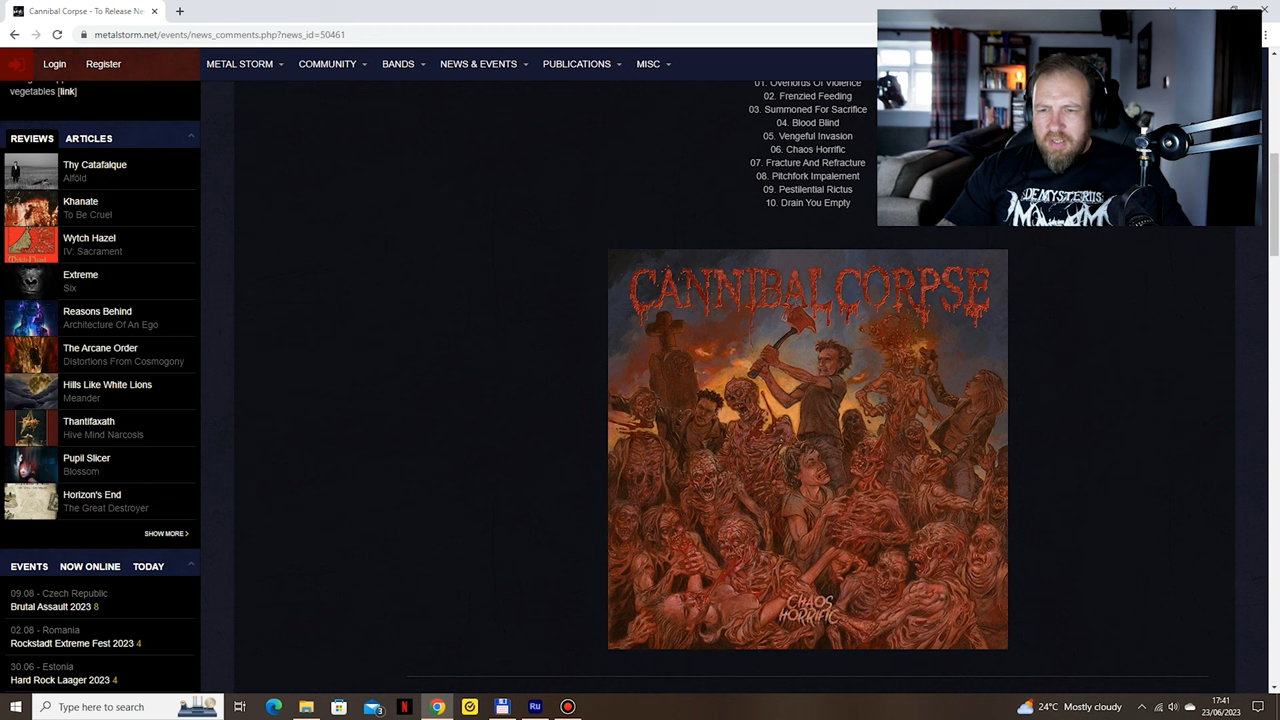 Cannibal Corpse - To Release Ne
metalstorm.net/events/news_comments.php?news_id=50461
Login
Register
METAL STORM
COMMUNITY
BANDS
NEWS & EVENTS
PUBLICATIONS
MISC
vegetables [link]
REVIEWS
ARTICLES
Thy Catafalque
Alföld
Khanate
To Be Cruel
Wytch Hazel
IV: Sacrament
Extreme
Six
Reasons Behind
Architecture Of An Ego
The Arcane Order
Distortions From Cosmogony
Hills Like White Lions
Meander
Thantifaxath
Hive Mind Narcosis
Pupil Slicer
Blossom
Horizon's End
The Great Destroyer
SHOW MORE
EVENTS
NOW ONLINE
TODAY
09.08 - Czech Republic
Brutal Assault 2023 8
02.08 - Romania
Rockstadt Extreme Fest 2023 4
30.06 - Estonia
Hard Rock Laager 2023 4
01. Overlords Of Violence
02. Frenzied Feeding
03. Summoned For Sacrifice
04. Blood Blind
05. Vengeful Invasion
06. Chaos Horrific
07. Fracture And Refracture
08. Pitchfork Impalement
09. Pestilential Rictus
10. Drain You Empty
CANNIBAL CORPSE
CHAOS
HORRIFIC
DEMYSTERIIS
Type here to search
3
N
Ru
24°C Mostly cloudy
17:41
23/06/2023